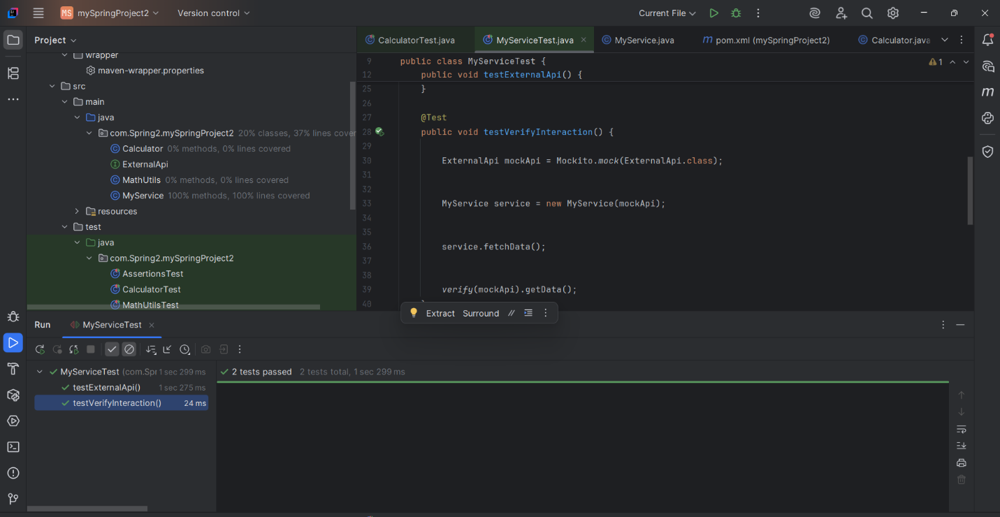 MS mySpringProject2 Version control Current File
Project
CalculatorTest.java MyServiceTest.java MyService.java pom.xml (mySpringProject2) Calculator.java
wrapper
maven-wrapper.properties
src
main
java
com.Spring2.mySpringProject2 20% classes, 37% lines cover
Calculator 0% methods, 0% lines covered
ExternalApi
MathUtils 0% methods, 0% lines covered
MyService 100% methods, 100% lines covered
resources
test
java
com.Spring2.mySpringProject2
AssertionsTest
CalculatorTest
MathUtilsTest
9 public class MyServiceTest {
1
12 public void testExternalApi() {
25 }
26
27 @Test
28 public void testVerifyInteraction() {
29
30 ExternalApi mockApi = Mockito.mock(ExternalApi.class);
31
32
33 MyService service = new MyService(mockApi);
34
35
36 service.fetchData();
37
38
39 verify(mockApi).getData();
40
Extract Surround //
Run MyServiceTest
MyServiceTest (com.Spr 1 sec 299 ms
testExternalApi() 1 sec 275 ms
testVerifyInteraction() 24 ms
2 tests passed 2 tests total, 1 sec 299 ms